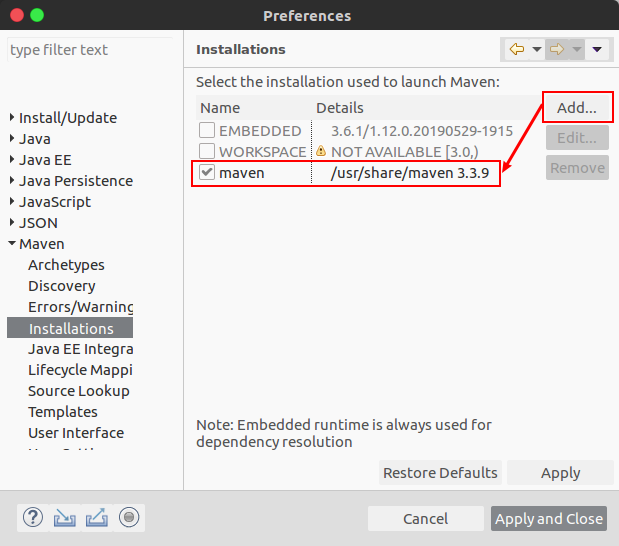 Preferences
type filter text
Install/Update
Java
Java EE
Java Persistence
JavaScript
JSON
Maven
Archetypes
Discovery
Errors/Warning
Installations
Java EE Integra
Lifecycle Mappi
Source Lookup
Templates
User Interface
Installations
Select the installation used to launch Maven:
Name Details
EMBEDDED 3.6.1/1.12.0.20190529-1915
WORKSPACE NOT AVAILABLE [3.0,)
maven /usr/share/maven 3.3.9
Add...
Edit...
Remove
Note: Embedded runtime is always used for
dependency resolution
Restore Defaults Apply
Cancel Apply and Close